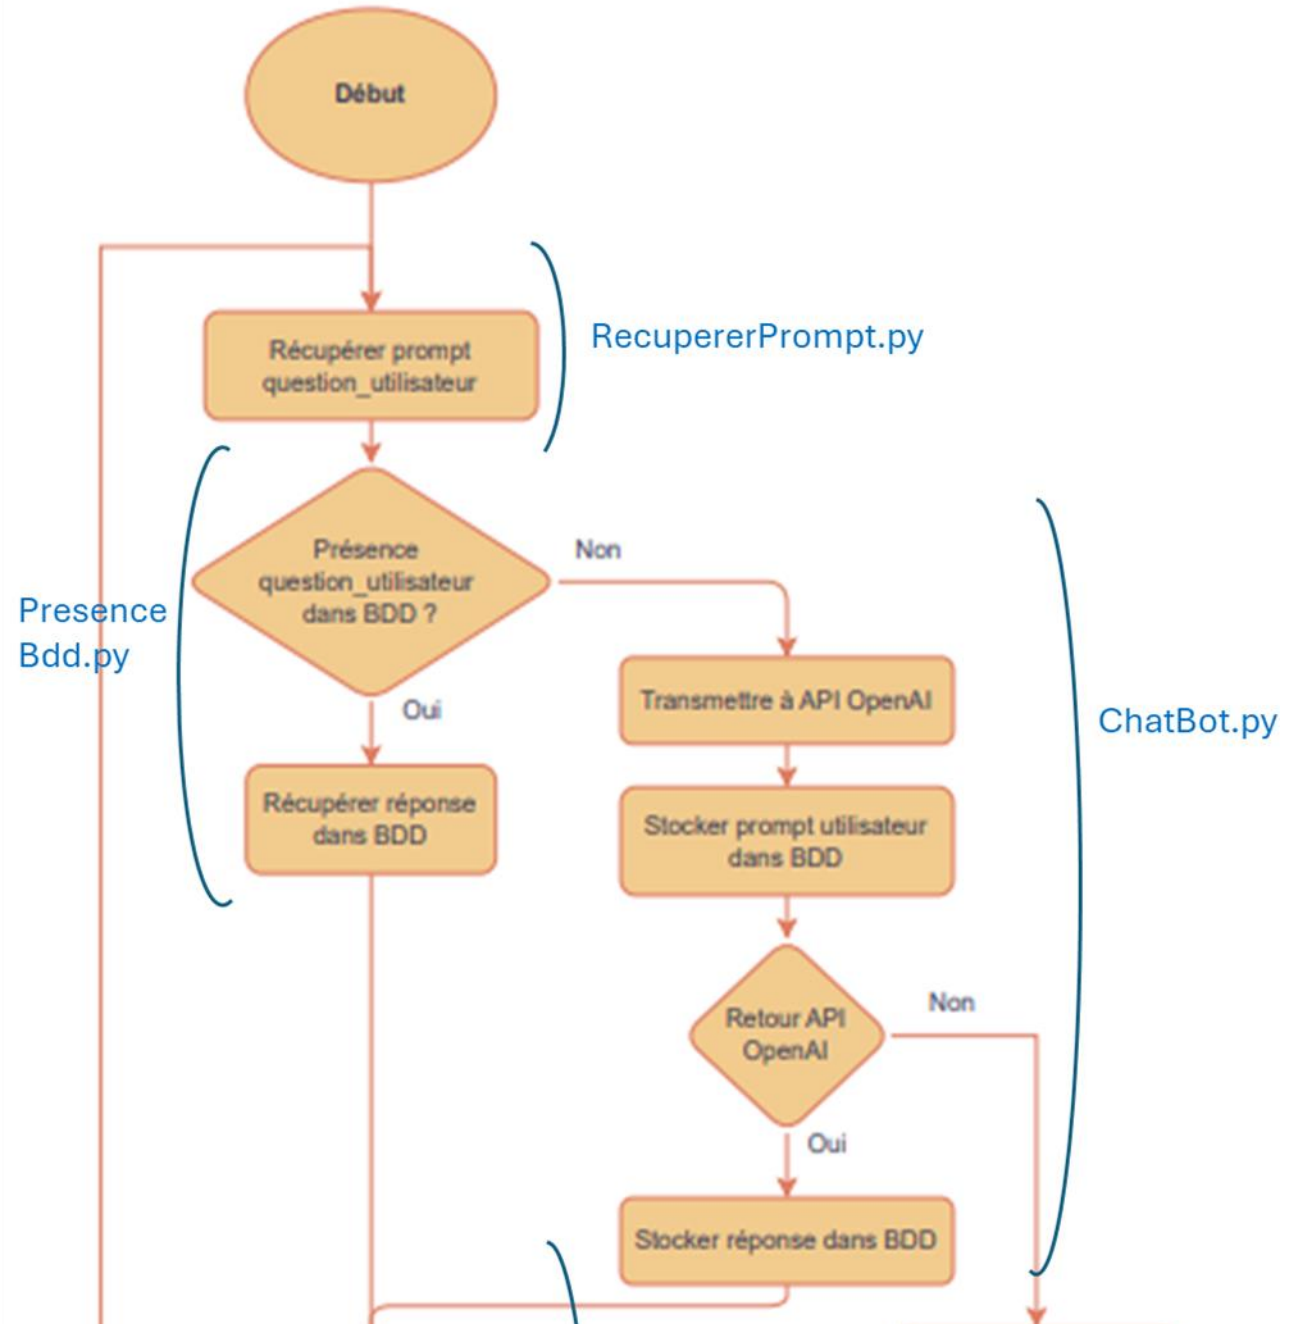 Début
Récupérer prompt
question_utilisateur
RecupererPrompt.py
Présence
question_utilisateur
dans BDD ?
Non
Presence
Bdd.py
Oui
Transmettre à API OpenAI
ChatBot.py
Récupérer réponse
dans BDD
Stocker prompt utilisateur
dans BDD
Retour API
OpenAI
Non
Oui
Stocker réponse dans BDD